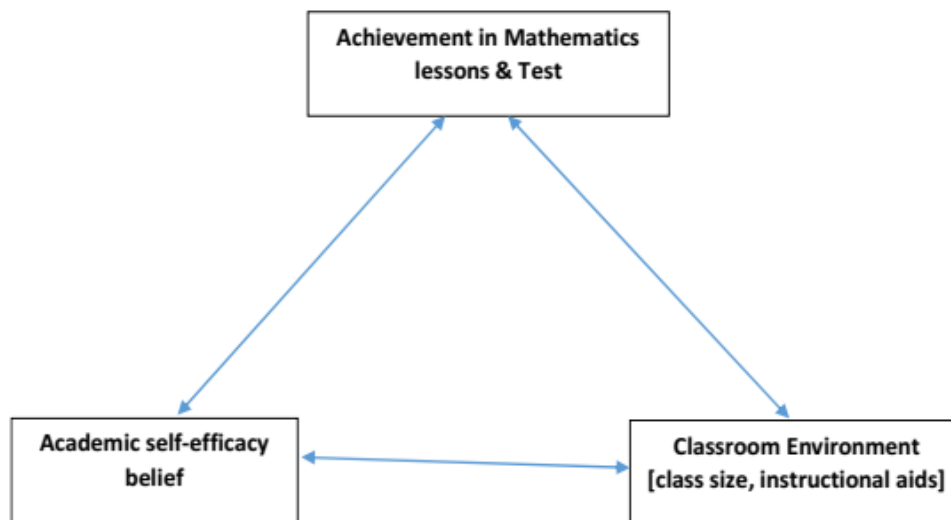 Achievement in Mathematics
lessons & Test
Academic self-efficacy
belief
Classroom Environment
[class size, instructional aids]